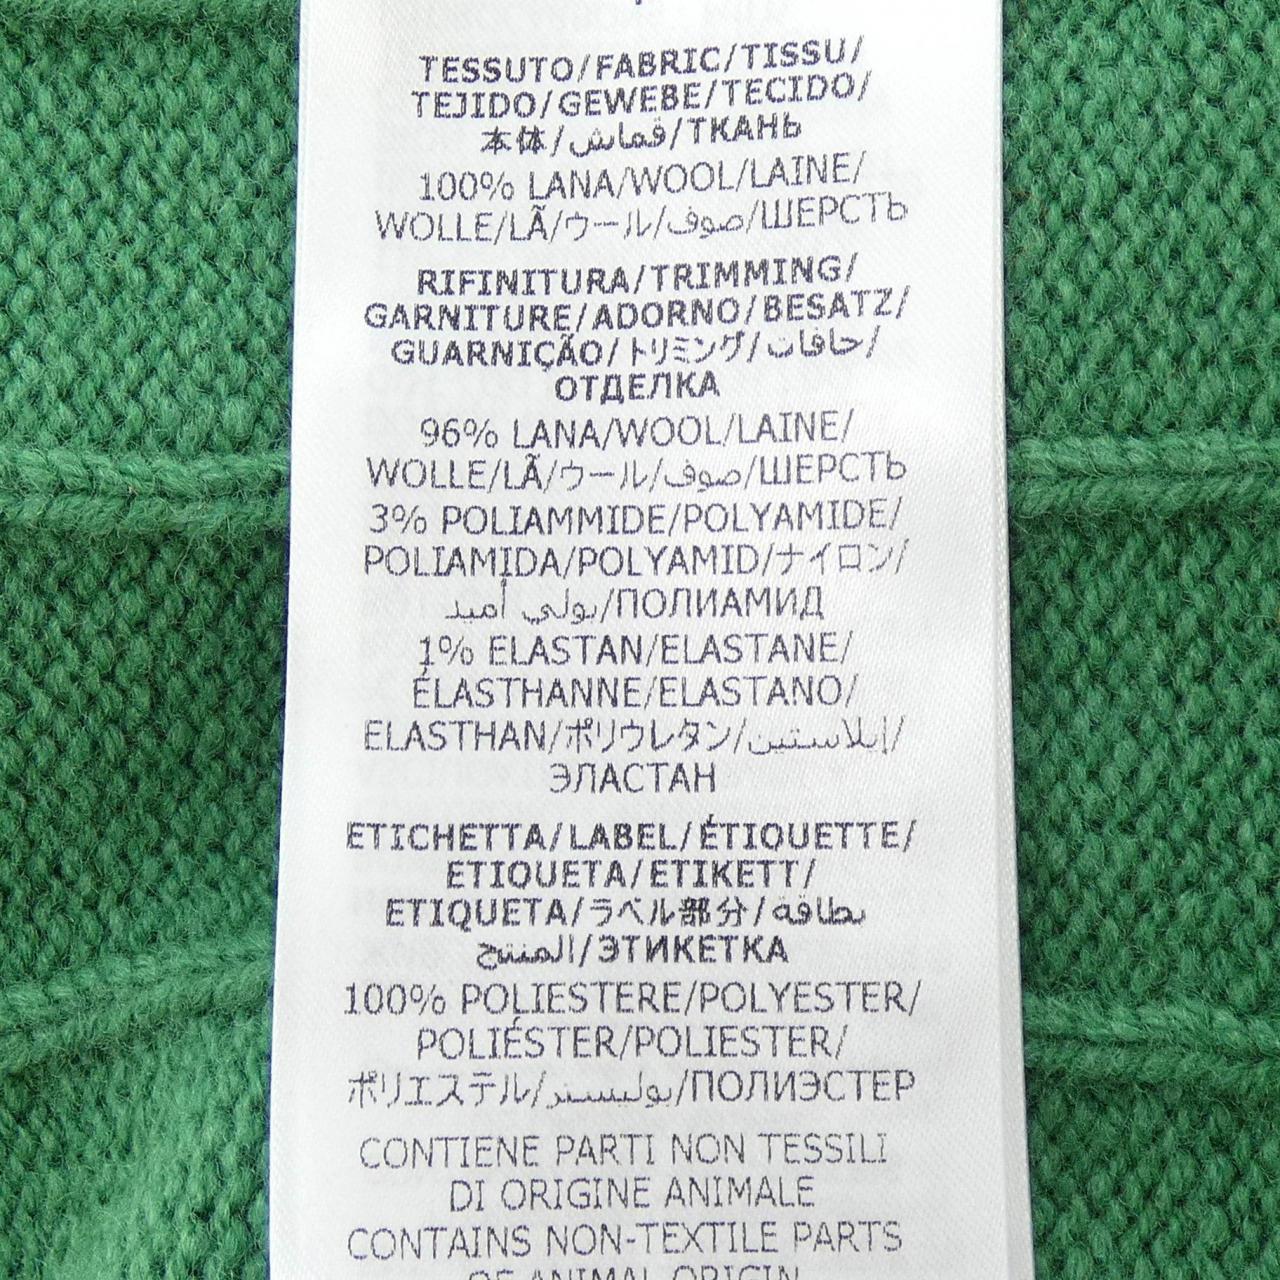 TESSUTO/FABRIC/TISSU/
TEJIDO/GEWEBE/TECIDO/
本体/قماش/ТКАНЬ
100% LANA/WOOL/LAINE/
WOLLE/LÃ/ウール/صوف/ШЕРСТЬ
RIFINITURA/TRIMMING/
GARNITURE/ADORNO/BESATZ/
GUARNIÇÃO/トリミング/حافات/
ОТДЕЛКА
96% LANA/WOOL/LAINE/
WOLLE/LÃ/ウール/صوف/ШЕРСТЬ
3% POLIAMMIDE/POLYAMIDE/
POLIAMIDA/POLYAMID/ナイロン/
بولي أميد/ПОЛИАМИД
1% ELASTAN/ELASTANE/
ÉLASTHANNE/ELASTANO/
ELASTHAN/ポリウレタン/إيلاستين/
ЭЛАСТАН
ETICHETTA/LABEL/ÉTIQUETTE/
ETIQUETA/ETIKETT/
ETIQUETA/ラベル部分/بطاقة
المنتج/ЭТИКЕТКА
100% POLIESTERE/POLYESTER/
POLIÉSTER/POLIESTER/
ポリエステル/بوليستر/ПОЛИЭСТЕР
CONTIENE PARTI NON TESSILI
DI ORIGINE ANIMALE
CONTAINS NON-TEXTILE PARTS
OF ANIMAL ORIGIN